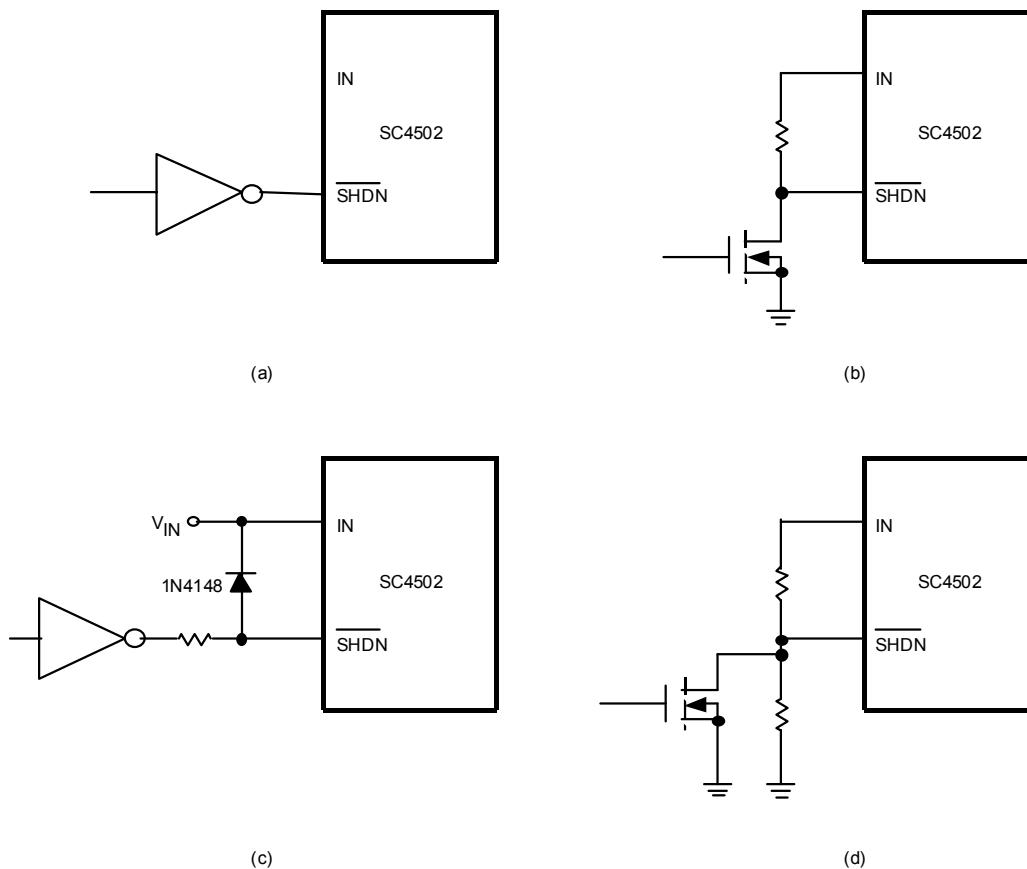 IN
SC4502
SHDN
(a)
IN
SC4502
SHDN
(b)
VIN
IN
1N4148
SC4502
SHDN
(c)
IN
SC4502
SHDN
(d)